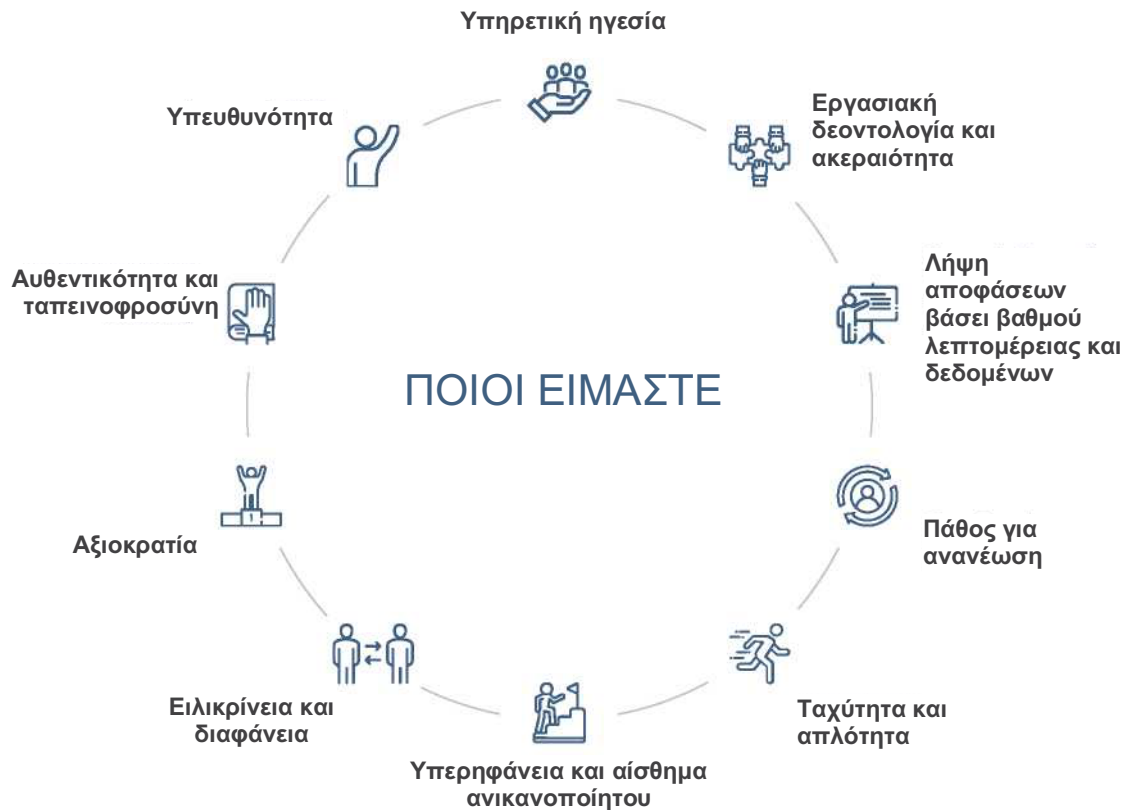 Υπηρετική ηγεσία
Εργασιακή
δεοντολογία και
ακεραιότητα
Λήψη
αποφάσεων
βάσει βαθμού
λεπτομέρειας και
δεδομένων
Πάθος για
ανανέωση
Ταχύτητα και
απλότητα
Υπερηφάνεια και αίσθημα
ανικανοποίητου
Ειλικρίνεια και
διαφάνεια
Αξιοκρατία
Αυθεντικότητα και
ταπεινοφροσύνη
Υπευθυνότητα
ΠΟΙΟΙ ΕΙΜΑΣΤΕ
1